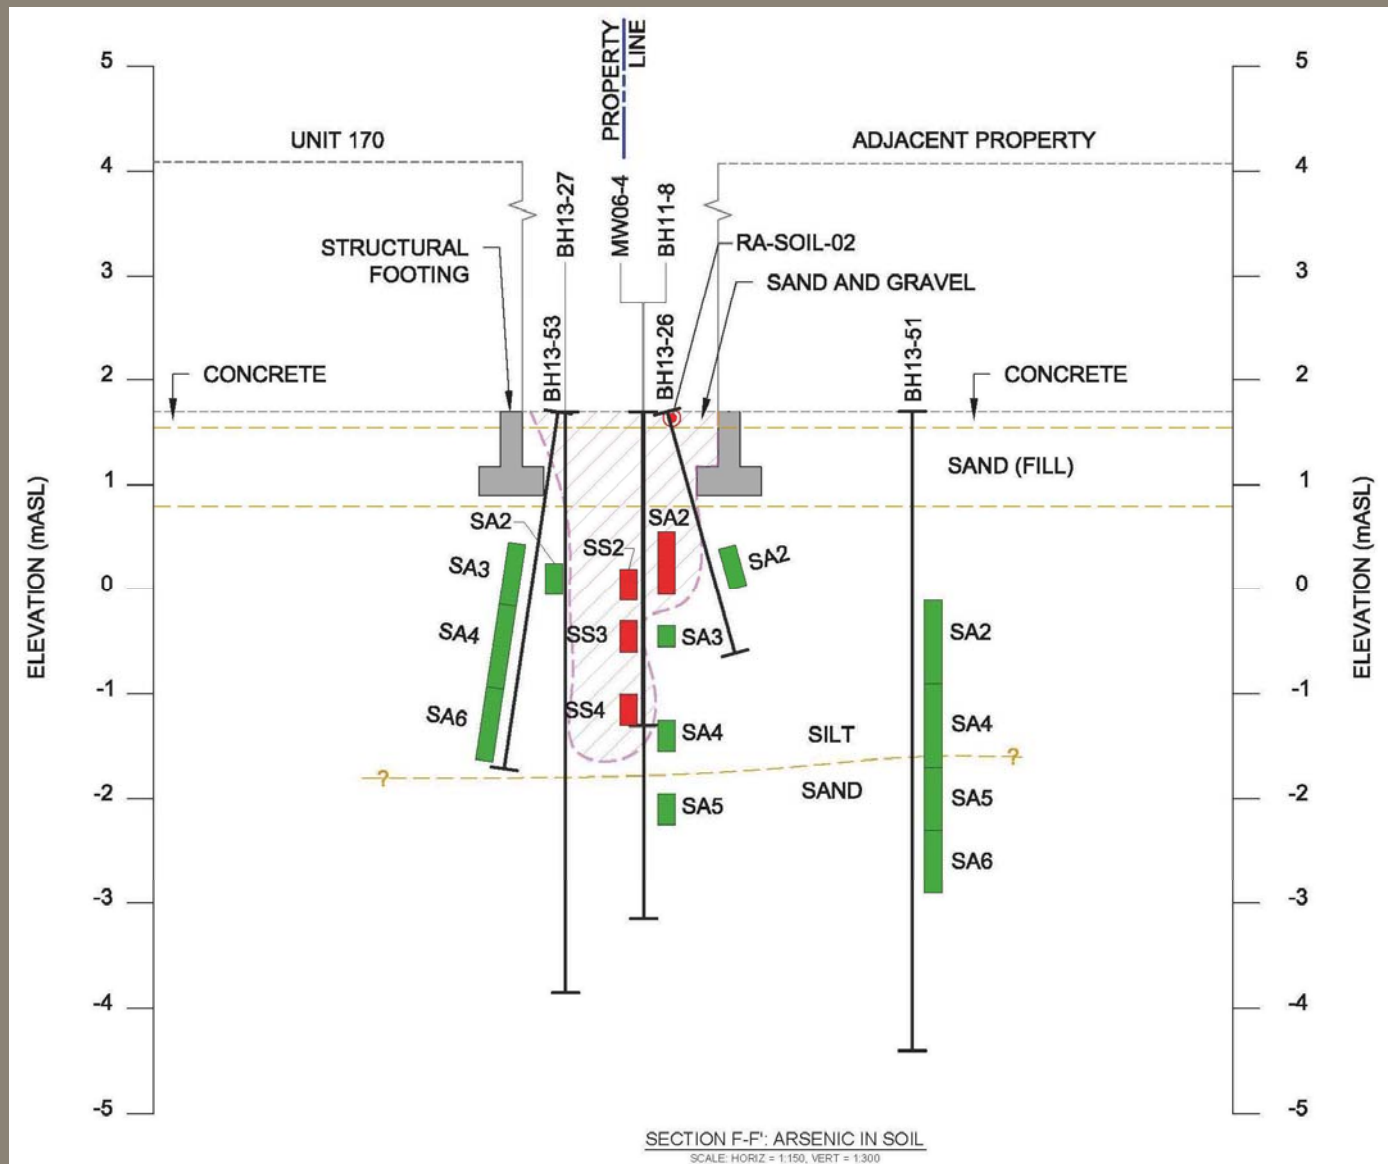 PROPERTY
LINE
5
5
UNIT 170
ADJACENT PROPERTY
4
4
BH13-27
MW06-4
BH11-8
STRUCTURAL
FOOTING
RA-SOIL-02
3
3
SAND AND GRAVEL
BH13-53
BH13-26
BH13-51
2
CONCRETE
CONCRETE
2
SAND (FILL)
1
1
ELEVATION (mASL)
ELEVATION (mASL)
SA2
SA2
SS2
SA2
SA3
0
0
SA4
SS3
SA3
SA2
-1
-1
SA6
SS4
SA4
SILT
SA4
?
?
-2
SAND
-2
SA5
SA5
SA6
-3
-3
-4
-4
-5
-5
SECTION F-F': ARSENIC IN SOIL
SCALE: HORIZ = 1:150, VERT = 1:300